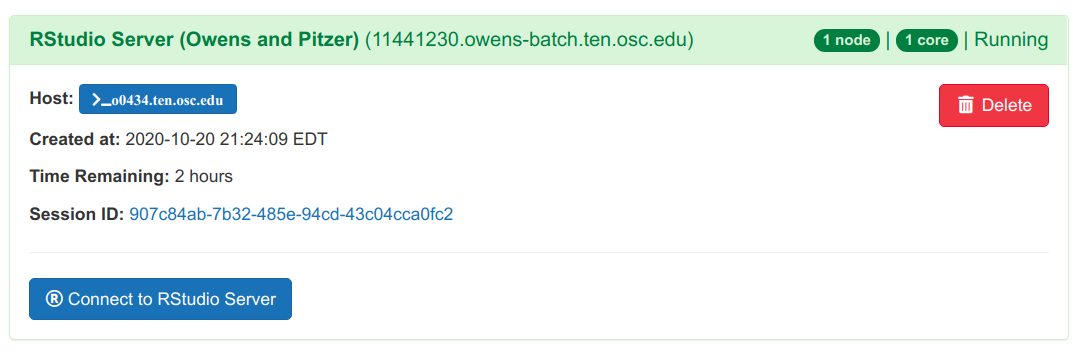 RStudio Server (Owens and Pitzer) (11441230.owens-batch.ten.osc.edu) 1 node | 1 core | Running
Host: >_o0434.ten.osc.edu Delete
Created at: 2020-10-20 21:24:09 EDT
Time Remaining: 2 hours
Session ID: 907c84ab-7b32-485e-94cd-43c04cca0fc2
® Connect to RStudio Server